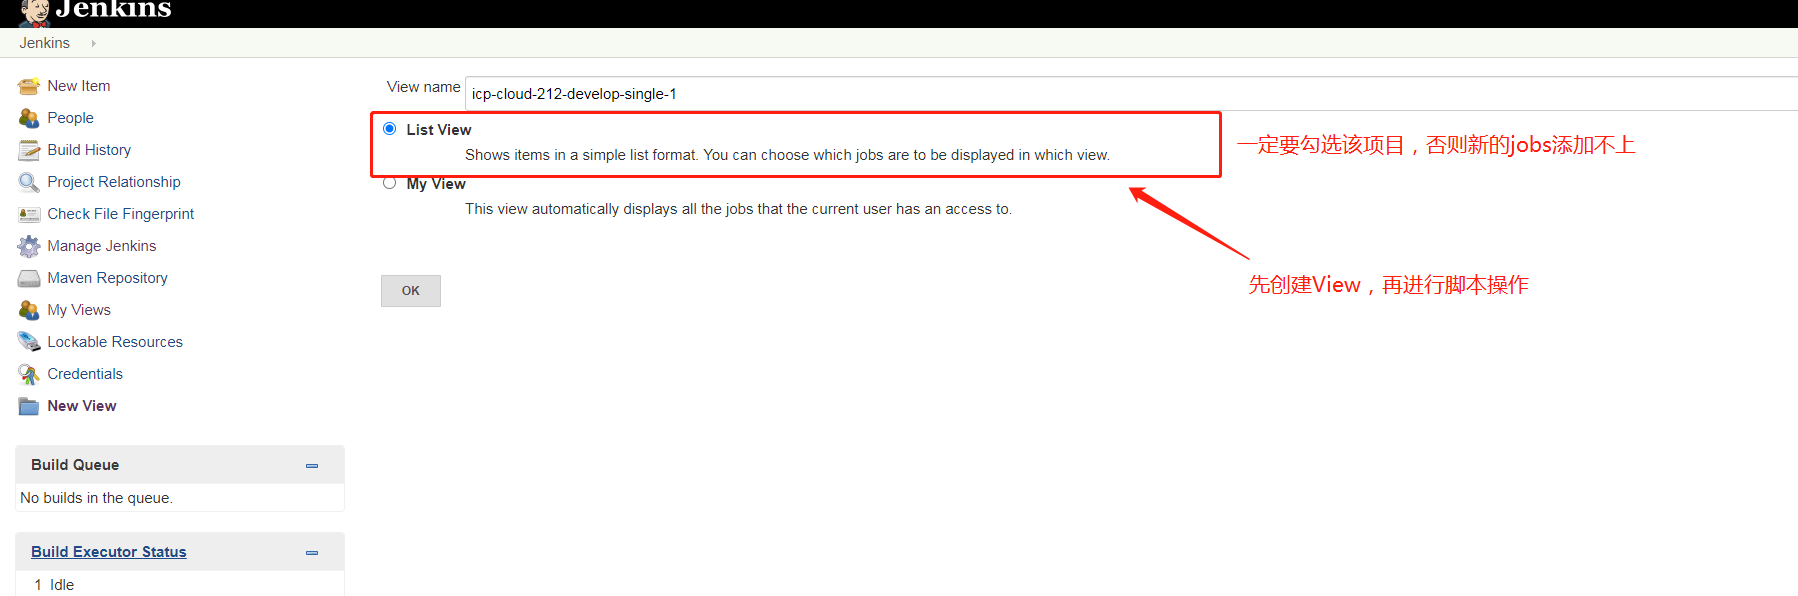 Jenkins
Jenkins
New Item
People
Build History
Project Relationship
Check File Fingerprint
Manage Jenkins
Maven Repository
My Views
Lockable Resources
Credentials
New View
Build Queue
No builds in the queue.
Build Executor Status
1 Idle
View name icp-cloud-212-develop-single-1
List View
Shows items in a simple list format. You can choose which jobs are to be displayed in which view.
My View
This view automatically displays all the jobs that the current user has an access to.
OK
一定要勾选该项目，否则新的jobs添加不上
先创建View，再进行脚本操作